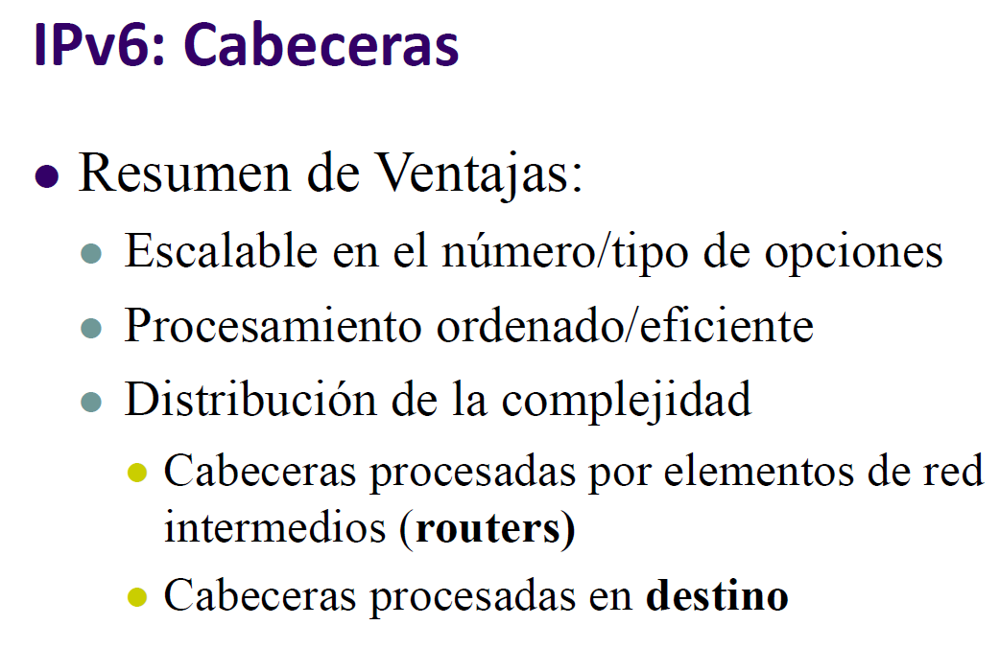 IPv6: Cabeceras
Resumen de Ventajas:
Escalable en el número/tipo de opciones
Procesamiento ordenado/eficiente
Distribución de la complejidad
Cabeceras procesadas por elementos de red
intermedios (routers)
Cabeceras procesadas en destino